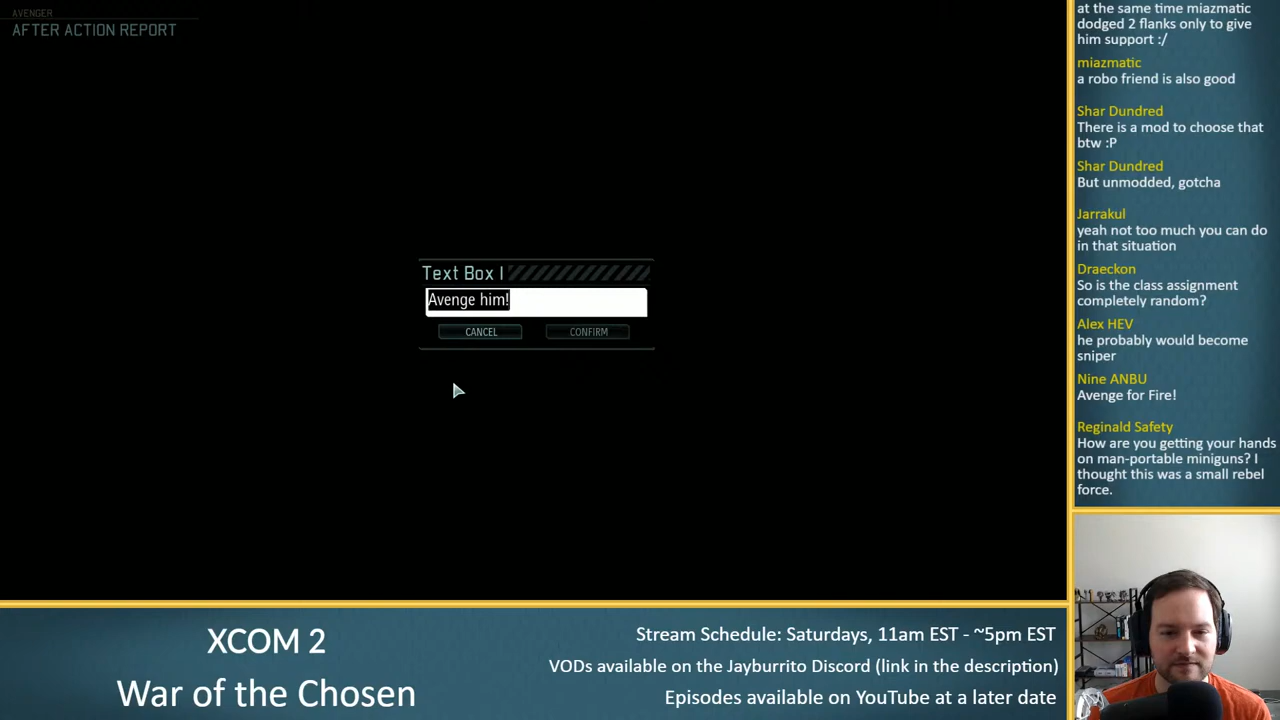 AVENGER
AFTER ACTION REPORT
Text Box 1
Avenge him!
CANCEL
CONFIRM
at the same time miazmatic
dodged 2 flanks only to give
him support :/
miazmatic
a robo friend is also good
Shar Dundred
There is a mod to choose that
btw :P
Shar Dundred
But unmodded, gotcha
Jarrakul
yeah not too much you can do
in that situation
Draeckon
So is the class assignment
completely random?
Alex HEV
he probably would become
sniper
Nine ANBU
Avenge for Fire!
Reginald Safety
How are you getting your hands
on man-portable miniguns? I
thought this was a small rebel
force.
XCOM 2
War of the Chosen
Stream Schedule: Saturdays, 11am EST - ~5pm EST
VODs available on the Jayburrito Discord (link in the description)
Episodes available on YouTube at a later date